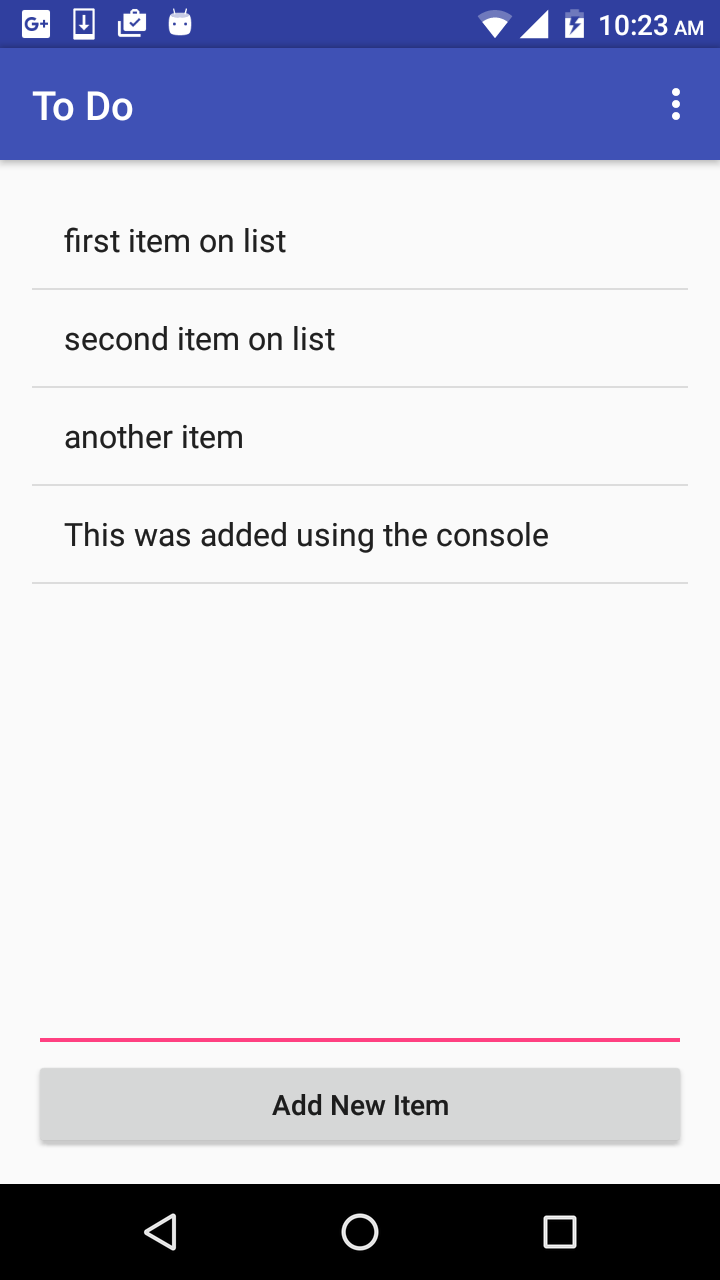 G+
10:23 AM
To Do
first item on list
second item on list
another item
This was added using the console
Add New Item